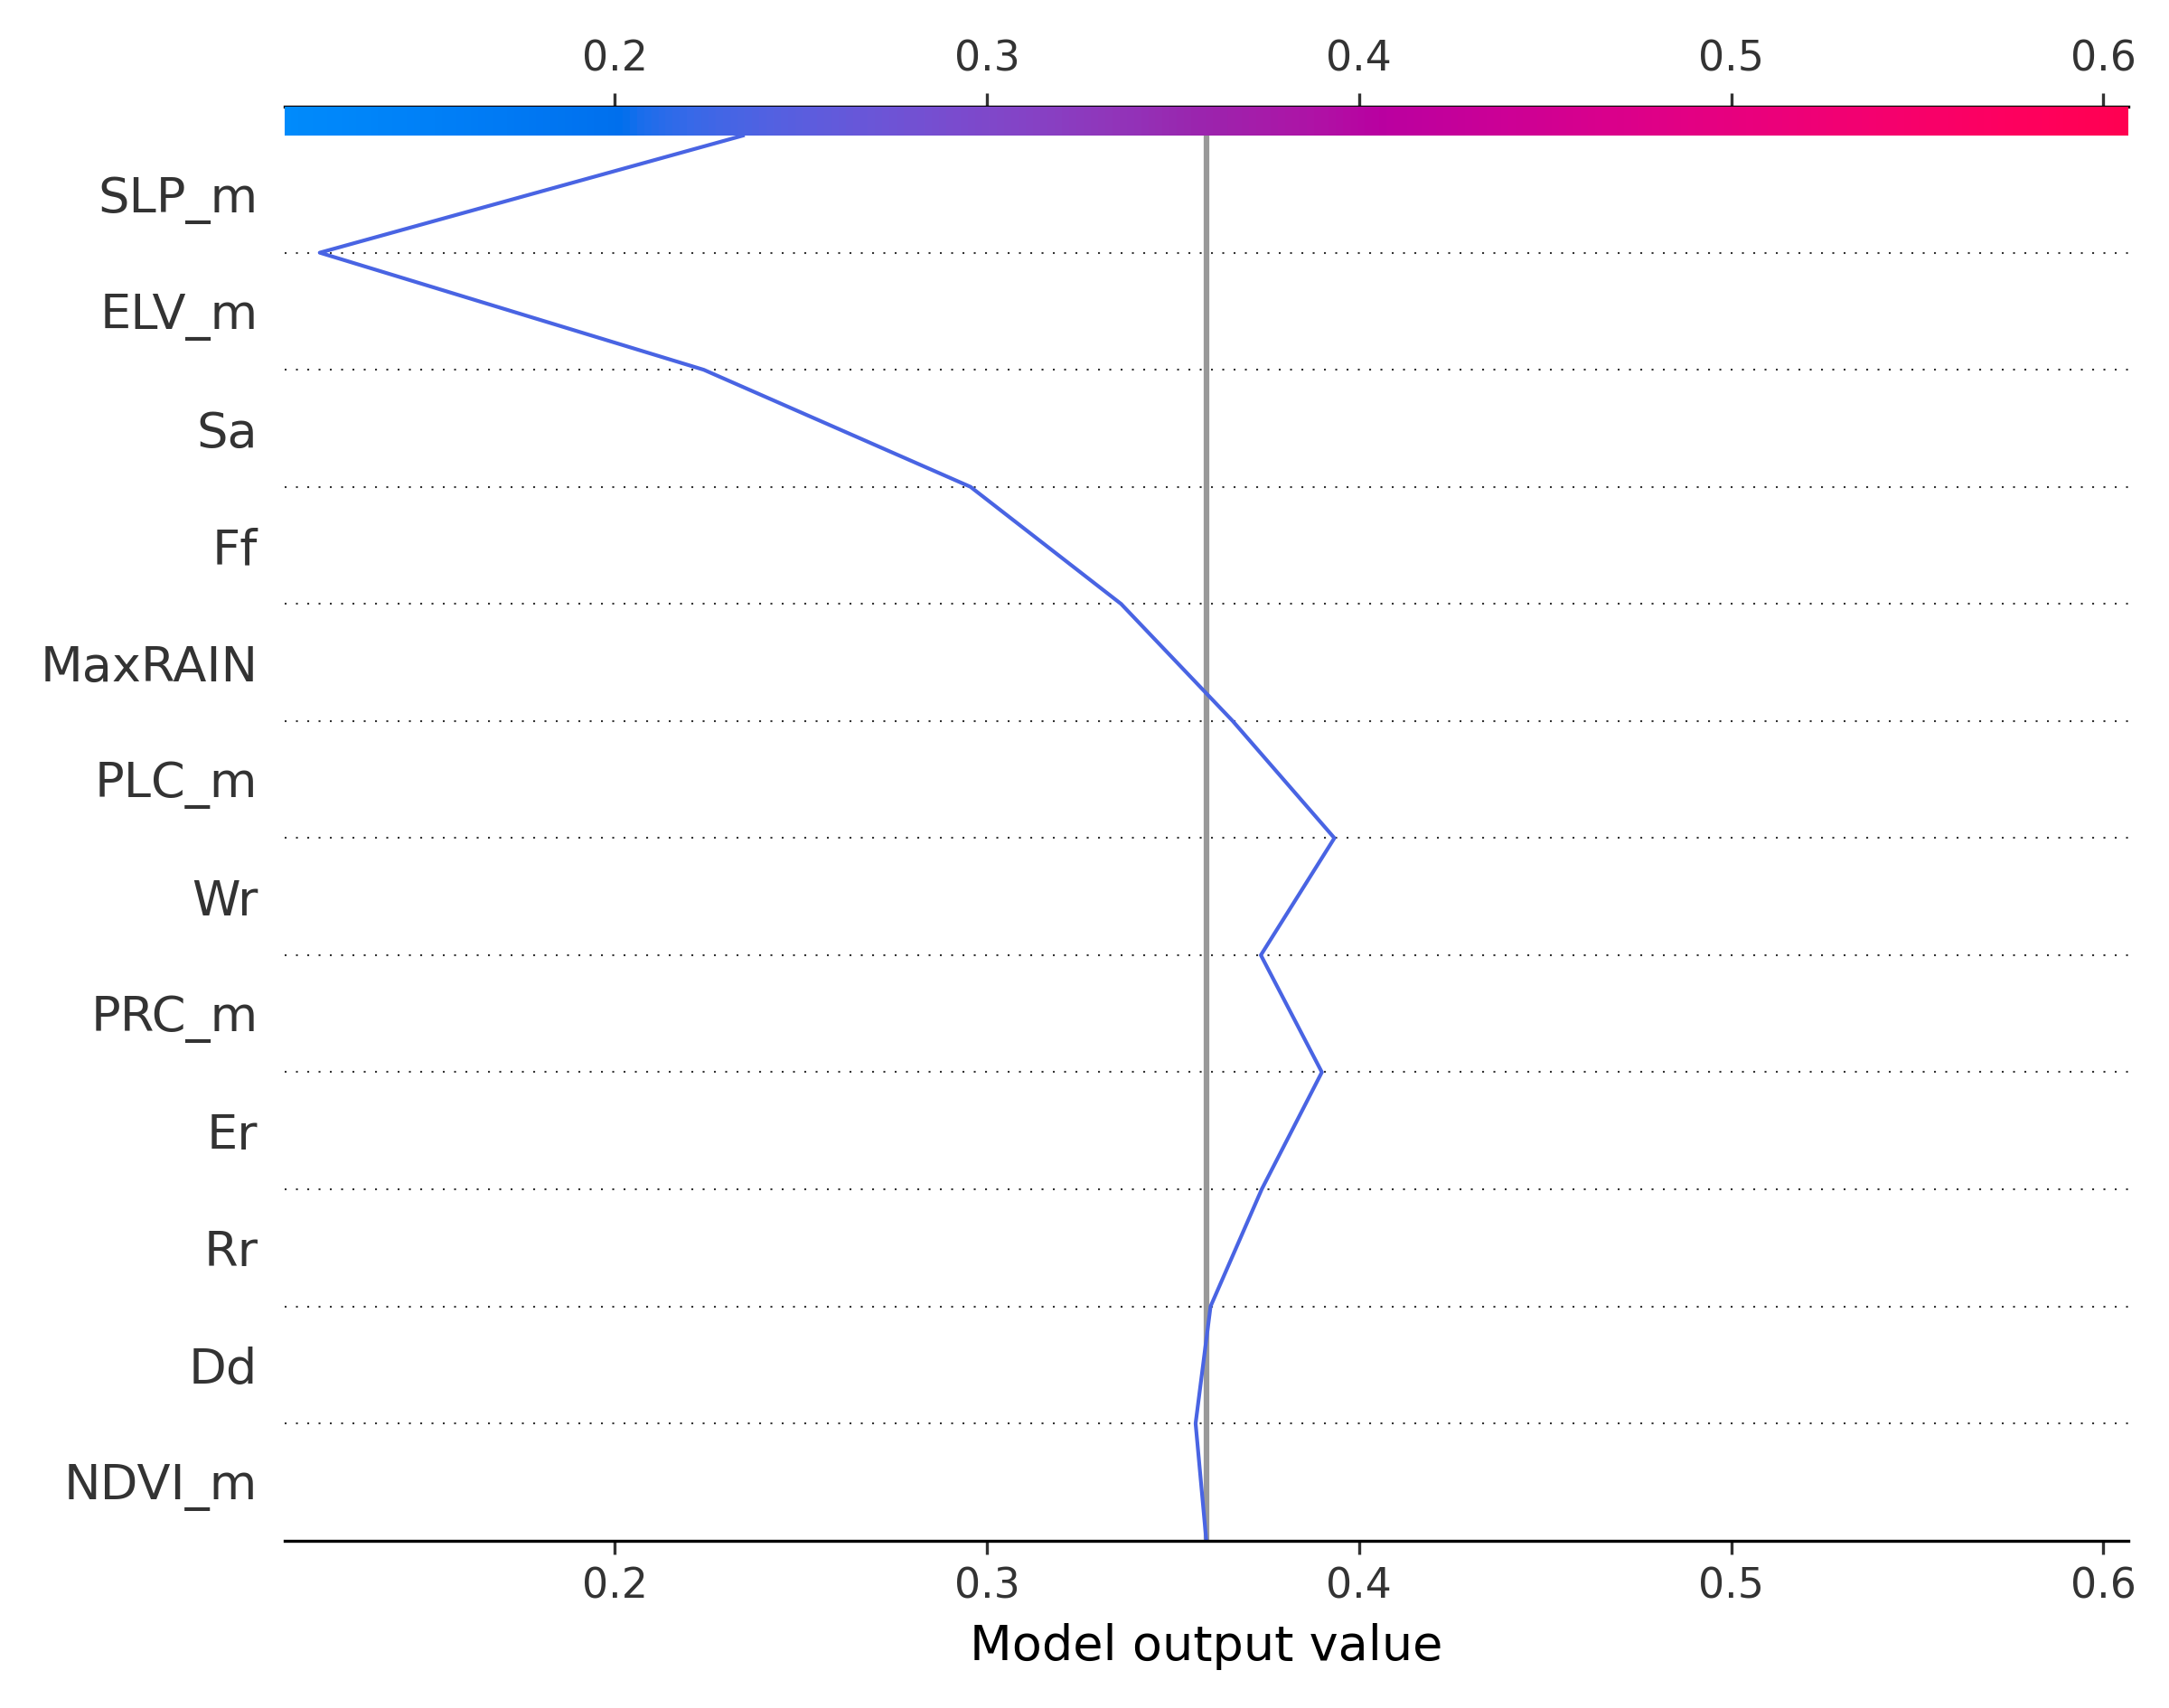 0.2 0.3 0.4 0.5 0.6
SLP_m
ELV_m
Sa
Ff
MaxRAIN
PLC_m
Wr
PRC_m
Er
Rr
Dd
NDVI_m
0.2 0.3 0.4 0.5 0.6
Model output value